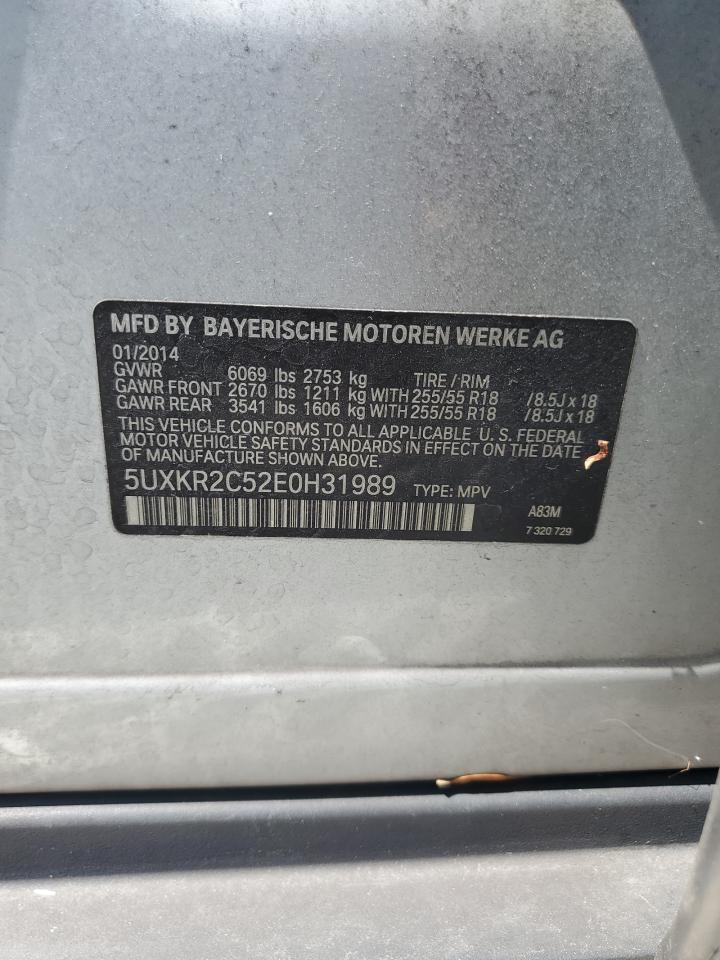 MFD BY BAYERISCHE MOTOREN WERKE AG
01/2014
GVWR 6069 lbs 2753 kg TIRE / RIM
GAWR FRONT 2670 lbs 1211 kg WITH 255/55 R18 /8.5J x 18
GAWR REAR 3541 lbs 1606 kg WITH 255/55 R18 /8.5J x 18
THIS VEHICLE CONFORMS TO ALL APPLICABLE U. S. FEDERAL
MOTOR VEHICLE SAFETY STANDARDS IN EFFECT ON THE DATE
OF MANUFACTURE SHOWN ABOVE.
5UXKR2C52E0H31989 TYPE: MPV
A83M
7 320 729